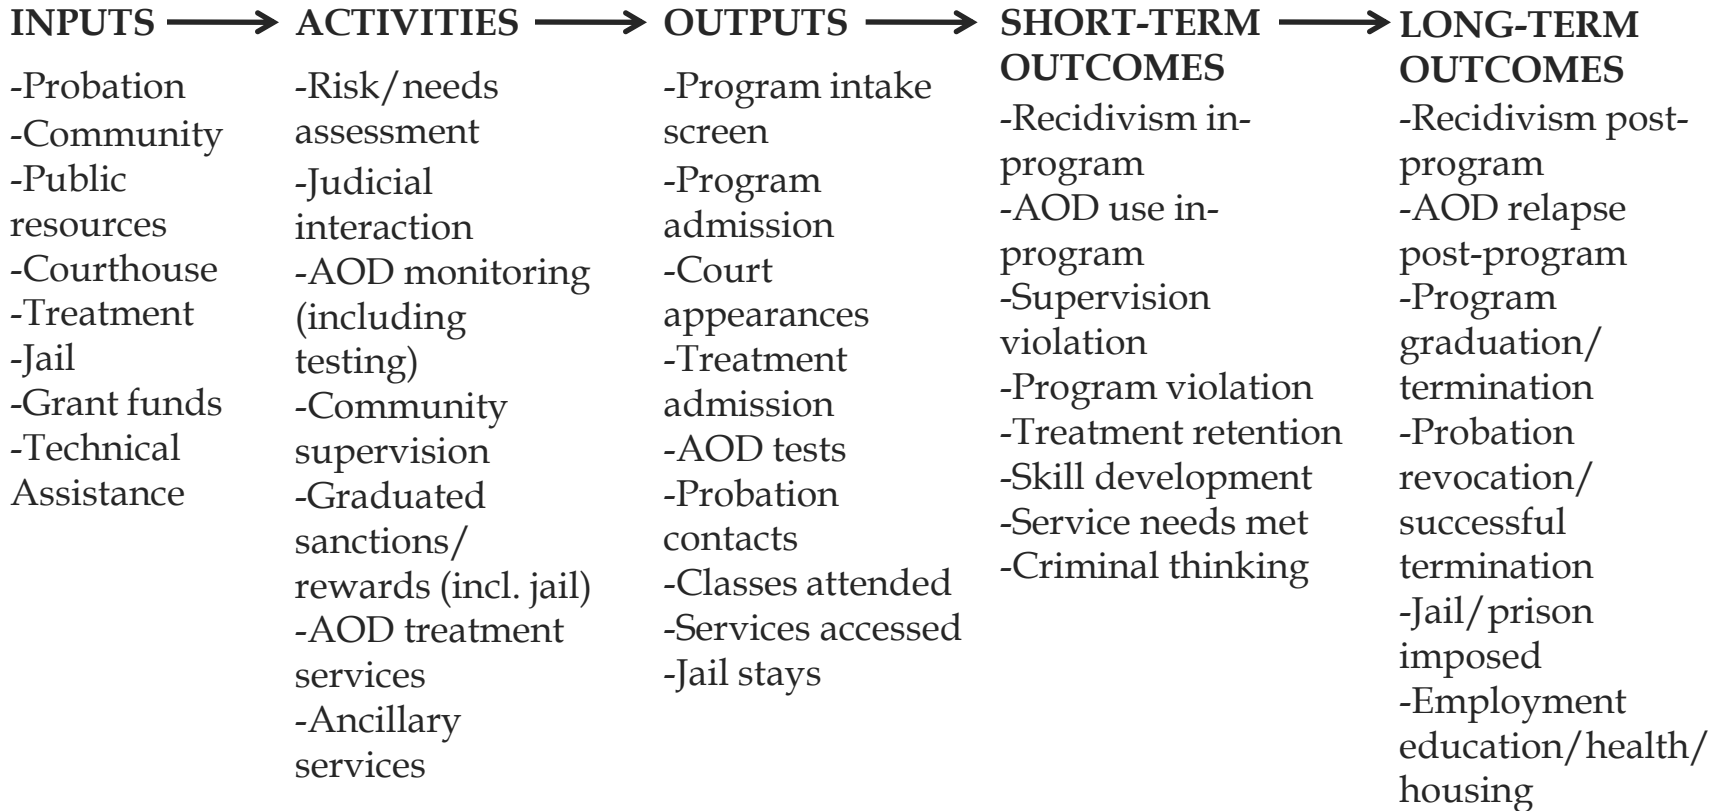 INPUTS
-Probation
-Community
-Public
resources
-Courthouse
-Treatment
-Jail
-Grant funds
-Technical
Assistance
ACTIVITIES
-Risk/needs
assessment
-Judicial
interaction
-AOD monitoring
(including
testing)
-Community
supervision
-Graduated
sanctions/
rewards (incl. jail)
-AOD treatment
services
-Ancillary
services
OUTPUTS
-Program intake
screen
-Program
admission
-Court
appearances
-Treatment
admission
-AOD tests
-Probation
contacts
-Classes attended
-Services accessed
-Jail stays
SHORT-TERM
OUTCOMES
-Recidivism in-
program
-AOD use in-
program
-Supervision
violation
-Program violation
-Treatment retention
-Skill development
-Service needs met
-Criminal thinking
LONG-TERM
OUTCOMES
-Recidivism post-
program
-AOD relapse
post-program
-Program
graduation/
termination
-Probation
revocation/
successful
termination
-Jail/prison
imposed
-Employment
education/health/
housing